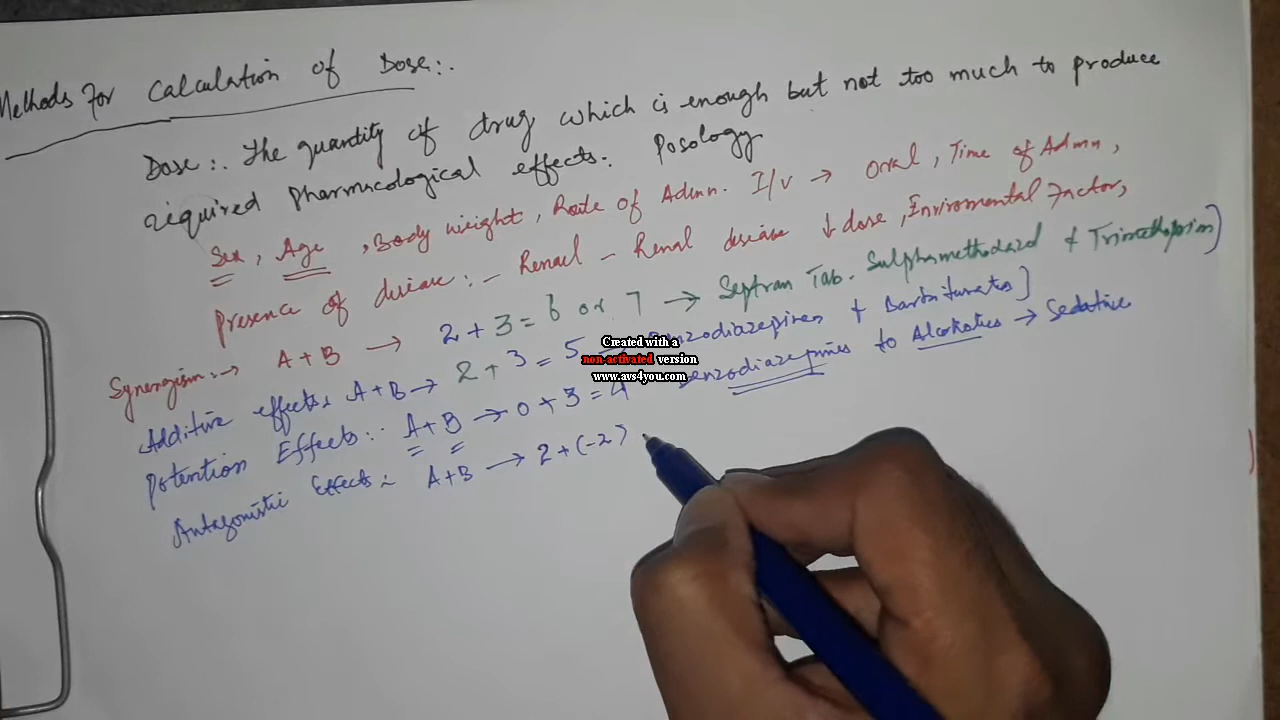 Methods For Calculation of Dose:.
Dose:. The quantity of drug which is enough but not too much to produce
required Pharmacological effects. Posology
Sex, Age, Body weight, Route of Admn. I/V → Oral, Time of Admn,
Presence of disease:- Renael - Renal disease ↓ dose, Enviromental Factor,
Synergism:→ A+B → 2+3=6 or 7 → Septran Tab. Sulphamethodazol + Trimethoprim)
Additive effects: A+B → 2+3=5 → Benzodiazepines + Barbiturates]
Potention Effects:. A+B → 0+3=4 Benzodiazepines to Alcoholics → Sedative
Antagonistic Effects:. A+B → 2+(-2)
Created with a
non-activated version
www.avs4you.com